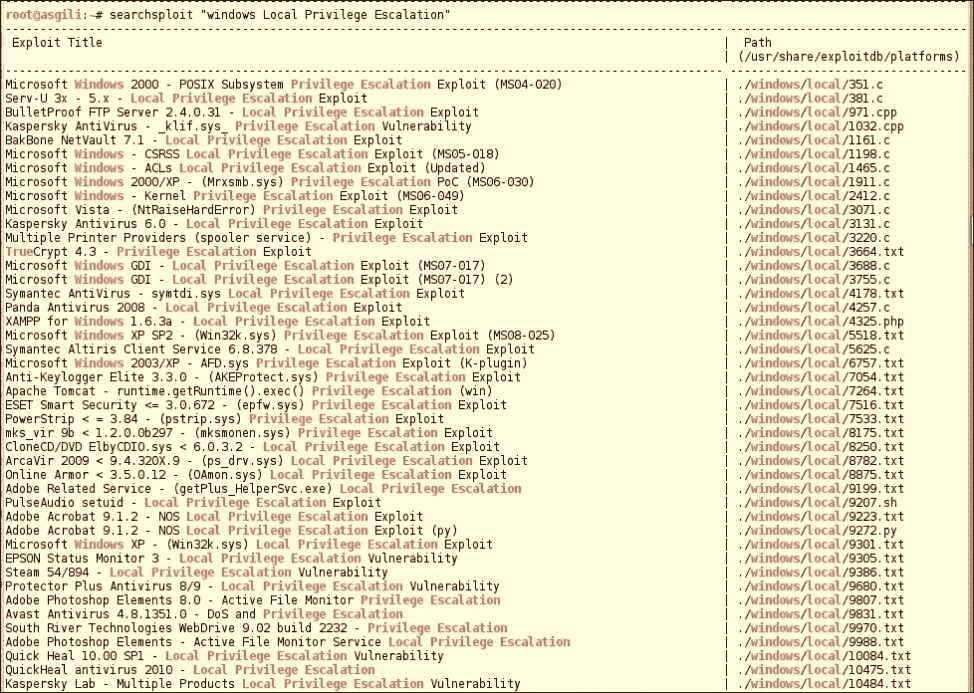 root@asgili:~# searchsploit "windows Local Privilege Escalation"
Exploit Title | Path
| (/usr/share/exploitdb/platforms)
Microsoft Windows 2000 - POSIX Subsystem Privilege Escalation Exploit (MS04-020) | ./windows/local/351.c
Serv-U 3x - 5.x - Local Privilege Escalation Exploit | ./windows/local/381.c
BulletProof FTP Server 2.4.0.31 - Local Privilege Escalation Exploit | ./windows/local/971.cpp
Kaspersky AntiVirus - _klif.sys_ Privilege Escalation Vulnerability | ./windows/local/1032.cpp
BakBone NetVault 7.1 - Local Privilege Escalation Exploit | ./windows/local/1161.c
Microsoft Windows - CSRSS Local Privilege Escalation Exploit (MS05-018) | ./windows/local/1198.c
Microsoft Windows - ACLs Local Privilege Escalation Exploit (Updated) | ./windows/local/1465.c
Microsoft Windows 2000/XP - (Mrxsmb.sys) Privilege Escalation PoC (MS06-030) | ./windows/local/1911.c
Microsoft Windows - Kernel Privilege Escalation Exploit (MS06-049) | ./windows/local/2412.c
Microsoft Vista - (NtRaiseHardError) Privilege Escalation Exploit | ./windows/local/3071.c
Kaspersky Antivirus 6.0 - Local Privilege Escalation Exploit | ./windows/local/3131.c
Multiple Printer Providers (spooler service) - Privilege Escalation Exploit | ./windows/local/3220.c
TrueCrypt 4.3 - Privilege Escalation Exploit | ./windows/local/3664.txt
Microsoft Windows GDI - Local Privilege Escalation Exploit (MS07-017) | ./windows/local/3688.c
Microsoft Windows GDI - Local Privilege Escalation Exploit (MS07-017) (2) | ./windows/local/3755.c
Symantec AntiVirus - symtdi.sys Local Privilege Escalation Exploit | ./windows/local/4178.txt
Panda Antivirus 2008 - Local Privilege Escalation Exploit | ./windows/local/4257.c
XAMPP for Windows 1.6.3a - Local Privilege Escalation Exploit | ./windows/local/4325.php
Microsoft Windows XP SP2 - (Win32k.sys) Privilege Escalation Exploit (MS08-025) | ./windows/local/5518.txt
Symantec Altiris Client Service 6.8.378 - Local Privilege Escalation Exploit | ./windows/local/5625.c
Microsoft Windows 2003/XP - AFD.sys Privilege Escalation Exploit (K-plugin) | ./windows/local/6757.txt
Anti-Keylogger Elite 3.3.0 - (AKEProtect.sys) Privilege Escalation Exploit | ./windows/local/7054.txt
Apache Tomcat - runtime.getRuntime().exec() Privilege Escalation (win) | ./windows/local/7264.txt
ESET Smart Security <= 3.0.672 - (epfw.sys) Privilege Escalation Exploit | ./windows/local/7516.txt
PowerStrip < = 3.84 - (pstrip.sys) Privilege Escalation Exploit | ./windows/local/7533.txt
mks_vir 9b < 1.2.0.0b297 - (mksmonen.sys) Privilege Escalation Exploit | ./windows/local/8175.txt
CloneCD/DVD ElbyCDIO.sys < 6.0.3.2 - Local Privilege Escalation Exploit | ./windows/local/8250.txt
ArcaVir 2009 < 9.4.320X.9 - (ps_drv.sys) Local Privilege Escalation Exploit | ./windows/local/8782.txt
Online Armor < 3.5.0.12 - (OAmon.sys) Local Privilege Escalation Exploit | ./windows/local/8875.txt
Adobe Related Service - (getPlus_HelperSvc.exe) Local Privilege Escalation | ./windows/local/9199.txt
PulseAudio setuid - Local Privilege Escalation Exploit | ./windows/local/9207.sh
Adobe Acrobat 9.1.2 - NOS Local Privilege Escalation Exploit | ./windows/local/9223.txt
Adobe Acrobat 9.1.2 - NOS Local Privilege Escalation Exploit (py) | ./windows/local/9272.py
Microsoft Windows XP - (Win32k.sys) Local Privilege Escalation Exploit | ./windows/local/9301.txt
EPSON Status Monitor 3 - Local Privilege Escalation Vulnerability | ./windows/local/9305.txt
Steam 54/894 - Local Privilege Escalation Vulnerability | ./windows/local/9386.txt
Protector Plus Antivirus 8/9 - Local Privilege Escalation Vulnerability | ./windows/local/9680.txt
Adobe Photoshop Elements 8.0 - Active File Monitor Privilege Escalation | ./windows/local/9807.txt
Avast Antivirus 4.8.1351.0 - DoS and Privilege Escalation | ./windows/local/9831.txt
South River Technologies WebDrive 9.02 build 2232 - Privilege Escalation | ./windows/local/9970.txt
Adobe Photoshop Elements - Active File Monitor Service Local Privilege Escalation | ./windows/local/9988.txt
Quick Heal 10.00 SP1 - Local Privilege Escalation Vulnerability | ./windows/local/10084.txt
QuickHeal antivirus 2010 - Local Privilege Escalation | ./windows/local/10475.txt
Kaspersky Lab - Multiple Products Local Privilege Escalation Vulnerability | ./windows/local/10484.txt